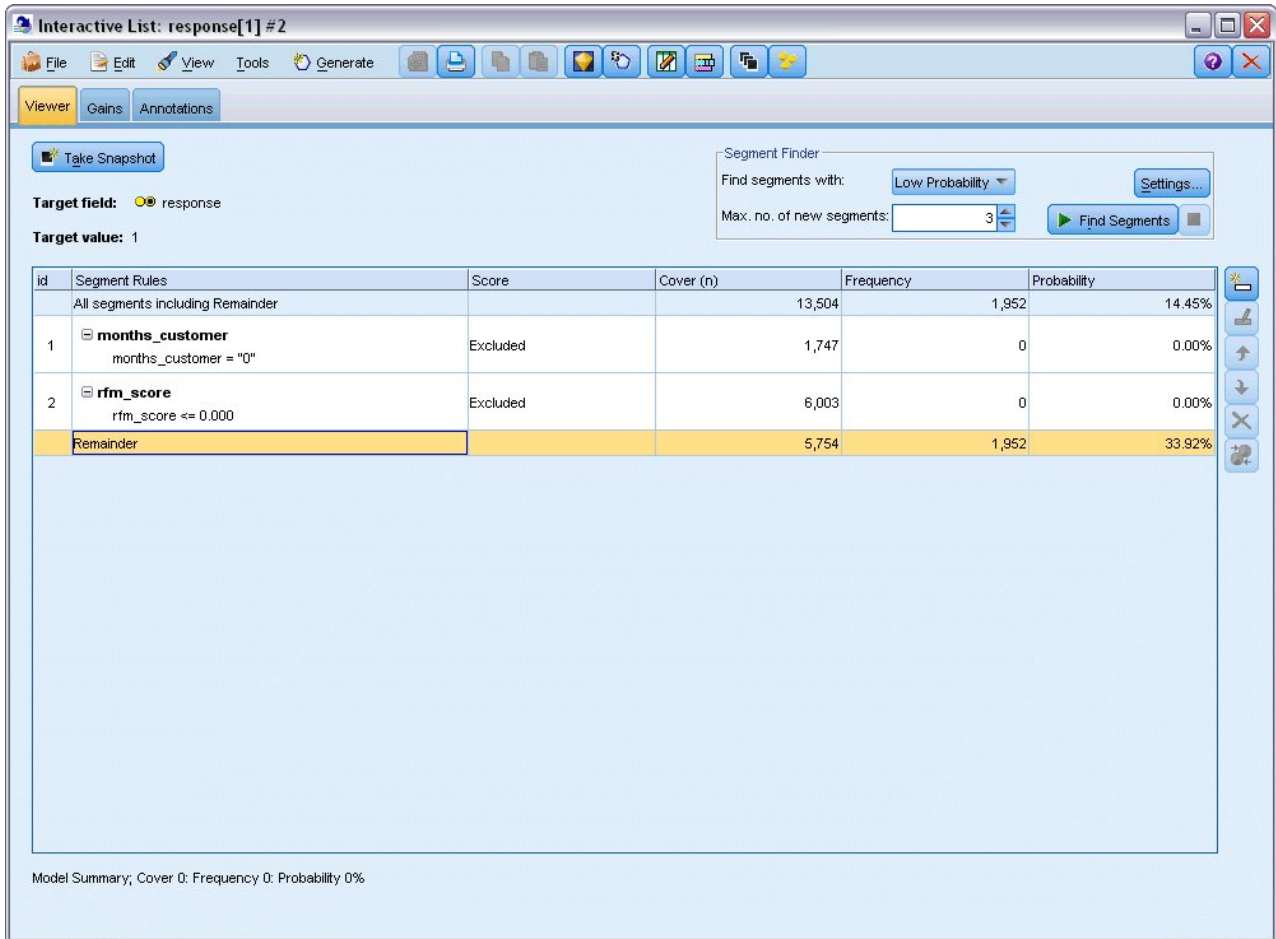 Interactive List: response[1] #2
File Edit View Tools Generate
Viewer Gains Annotations
Take Snapshot
Segment Finder
Find segments with: Low Probability Settings...
Max. no. of new segments: 3 Find Segments
Target field: response
Target value: 1
id Segment Rules Score Cover (n) Frequency Probability
All segments including Remainder 13,504 1,952 14.45%
months_customer
1 Excluded 1,747 0 0.00%
months_customer = "0"
rfm_score
2 Excluded 6,003 0 0.00%
rfm_score <= 0.000
Remainder 5,754 1,952 33.92%
Model Summary; Cover 0: Frequency 0: Probability 0%